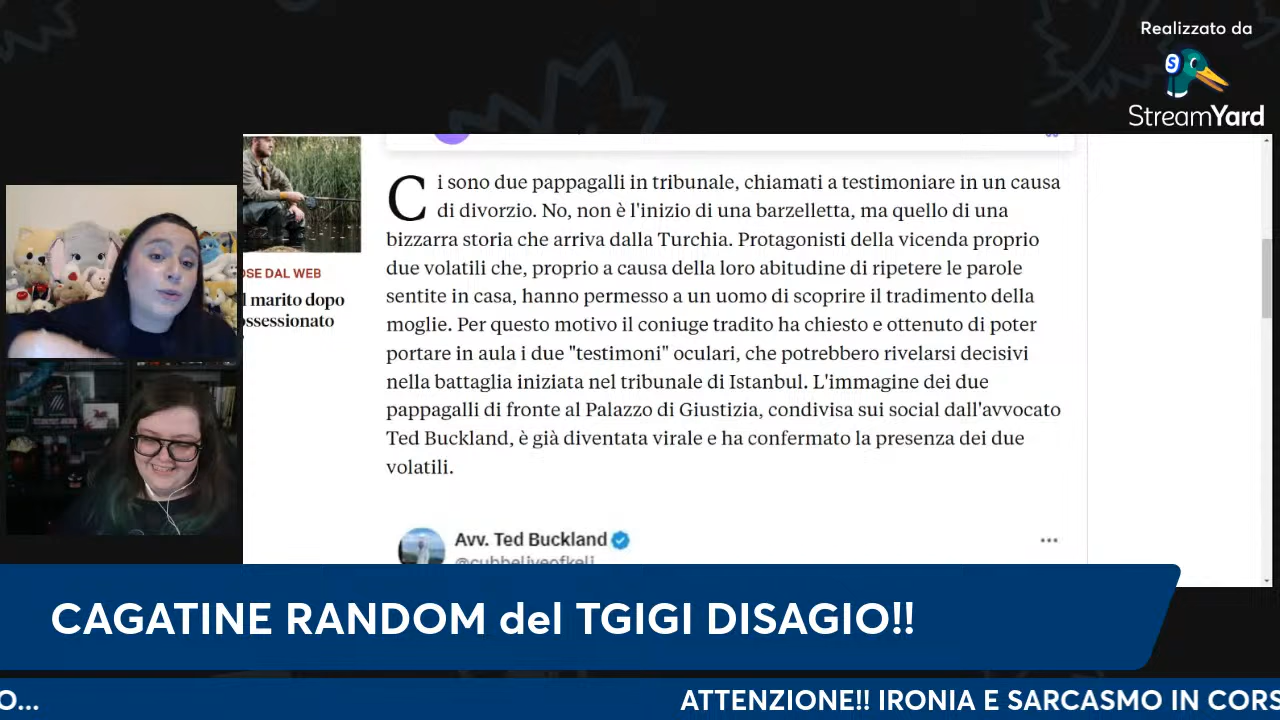 Realizzato da
StreamYard
OSE DAL WEB
l marito dopo
ossessionato
Ci sono due pappagalli in tribunale, chiamati a testimoniare in un causa
di divorzio. No, non è l'inizio di una barzelletta, ma quello di una
bizzarra storia che arriva dalla Turchia. Protagonisti della vicenda proprio
due volatili che, proprio a causa della loro abitudine di ripetere le parole
sentite in casa, hanno permesso a un uomo di scoprire il tradimento della
moglie. Per questo motivo il coniuge tradito ha chiesto e ottenuto di poter
portare in aula i due "testimoni" oculari, che potrebbero rivelarsi decisivi
nella battaglia iniziata nel tribunale di Istanbul. L'immagine dei due
pappagalli di fronte al Palazzo di Giustizia, condivisa sui social dall'avvocato
Ted Buckland, è già diventata virale e ha confermato la presenza dei due
volatili.
Avv. Ted Buckland
CAGATINE RANDOM del TGIGI DISAGIO!!
O... ATTENZIONE!! IRONIA E SARCASMO IN CORS